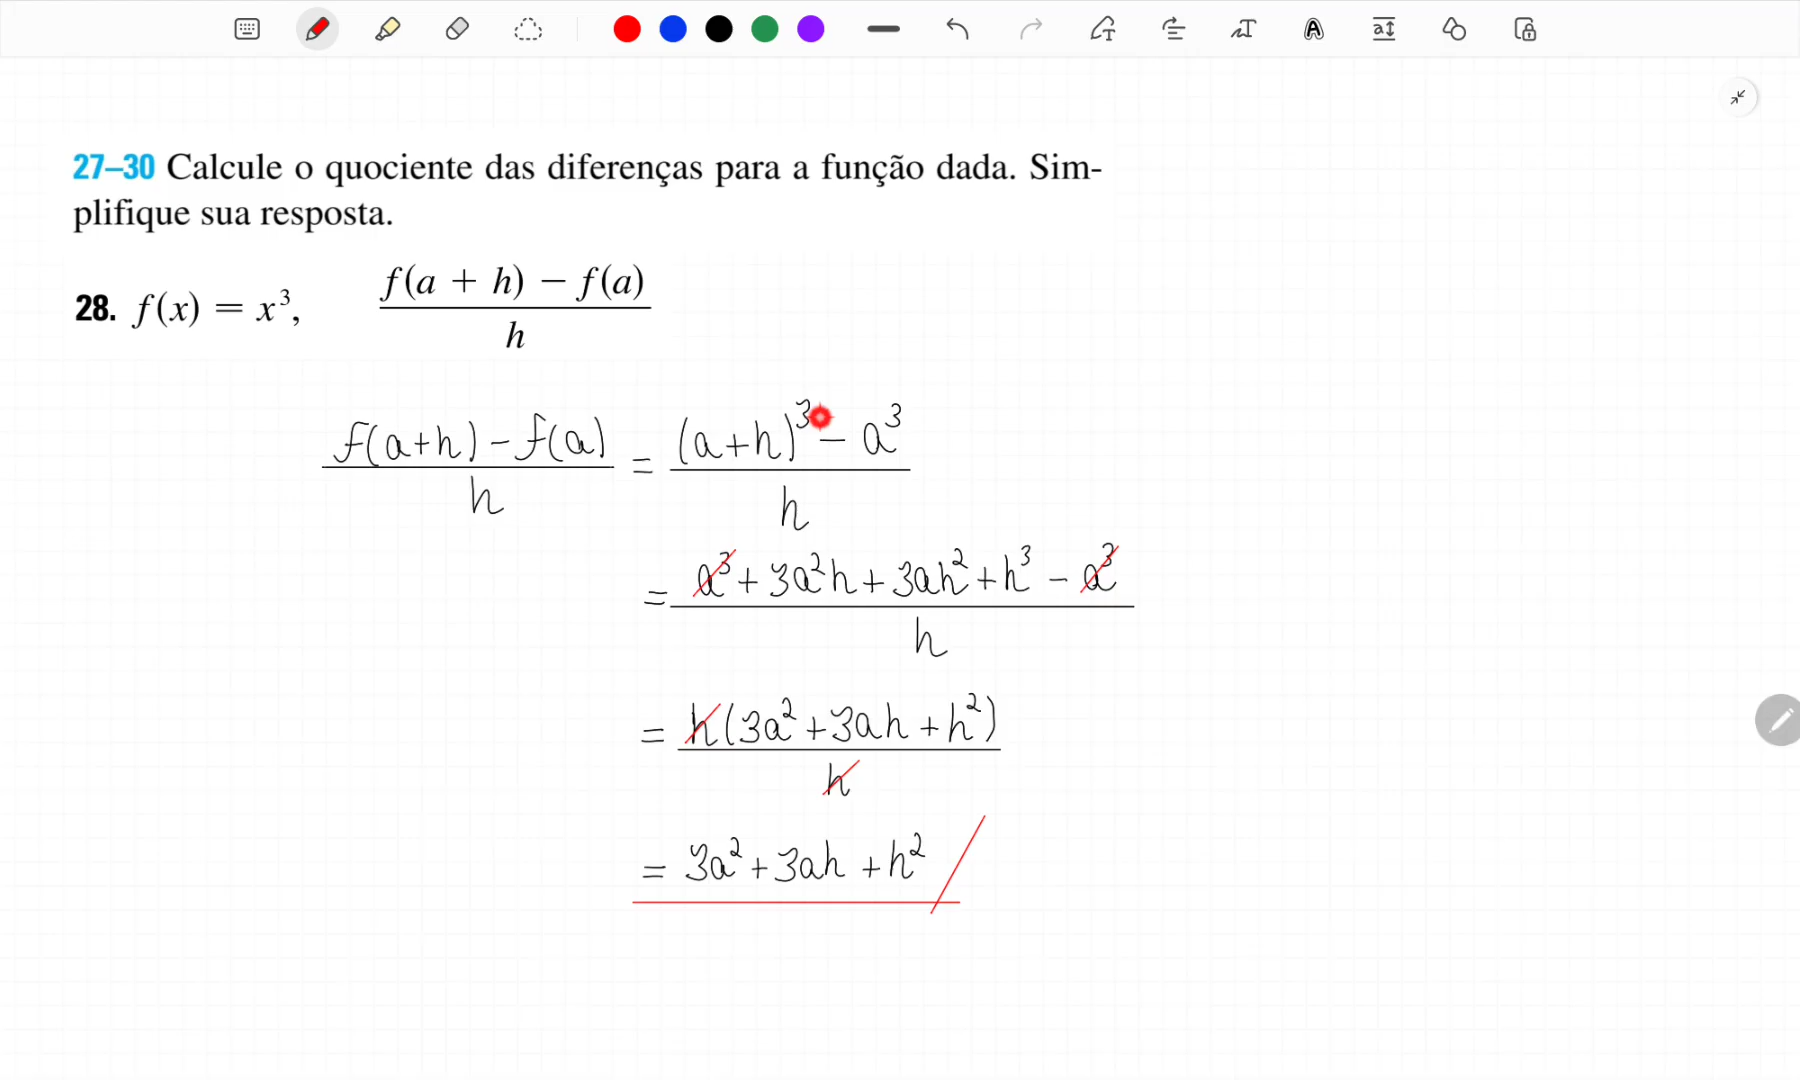 27–30 Calcule o quociente das diferenças para a função dada. Sim-
plifique sua resposta.
28. f(x) = x³, (f(a + h) − f(a))/h
(f(a+h) − f(a))/h = ((a+h)³ − a³)/h
= (a³ + 3a²h + 3ah² + h³ − a³)/h
= h(3a² + 3ah + h²)/h
= 3a² + 3ah + h²